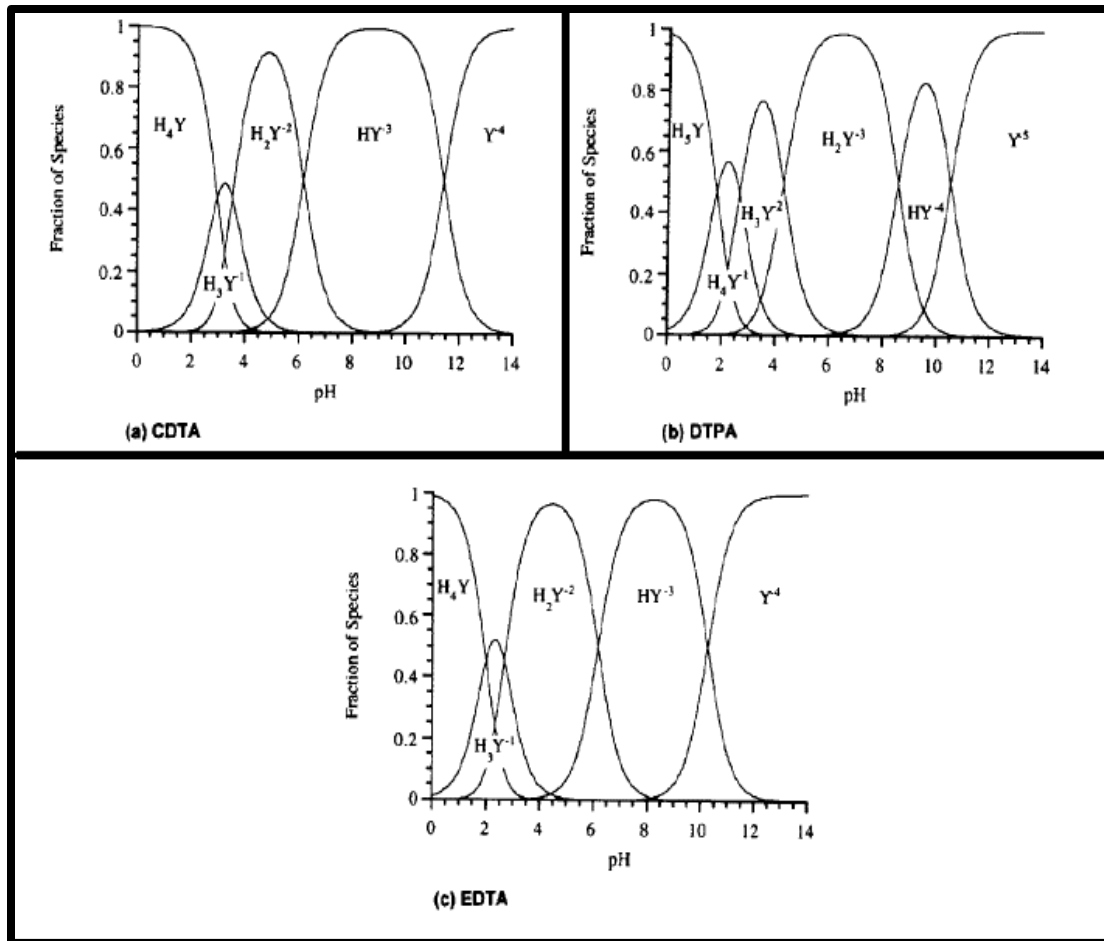 Fraction of Species
1
0.8
0.6
0.4
0.2
0
H₄Y
H₃Y⁻¹
H₂Y⁻²
HY⁻³
Y⁻⁴
0 2 4 6 8 10 12 14
pH
(a) CDTA
Fraction of Species
1
0.8
0.6
0.4
0.2
0
H₅Y
H₄Y⁻¹
H₃Y⁻²
H₂Y⁻³
HY⁻⁴
Y⁻⁵
0 2 4 6 8 10 12 14
pH
(b) DTPA
Fraction of Species
1
0.8
0.6
0.4
0.2
0
H₄Y
H₃Y⁻¹
H₂Y⁻²
HY⁻³
Y⁻⁴
0 2 4 6 8 10 12 14
pH
(c) EDTA